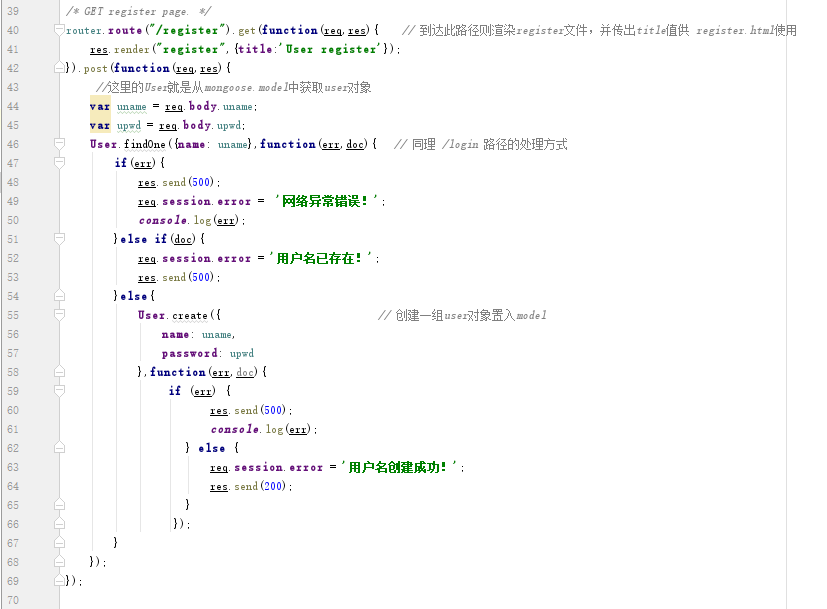 39 /* GET register page. */
40 router.route("/register").get(function(req,res){    // 到达此路径则渲染register文件，并传出title值供 register.html使用
41     res.render("register",{title:'User register'});
42 }).post(function(req,res){
43      //这里的User就是从mongoose.model中获取user对象
44     var uname = req.body.uname;
45     var upwd = req.body.upwd;
46     User.findOne({name: uname},function(err,doc){   // 同理 /login 路径的处理方式
47         if(err){
48             res.send(500);
49             req.session.error =  '网络异常错误！';
50             console.log(err);
51         }else if(doc){
52             req.session.error = '用户名已存在！';
53             res.send(500);
54         }else{
55             User.create({                           // 创建一组user对象置入model
56                 name: uname,
57                 password: upwd
58             },function(err,doc){
59                  if (err) {
60                         res.send(500);
61                         console.log(err);
62                     } else {
63                         req.session.error = '用户名创建成功！';
64                         res.send(200);
65                     }
66                   });
67         }
68     });
69 });
70